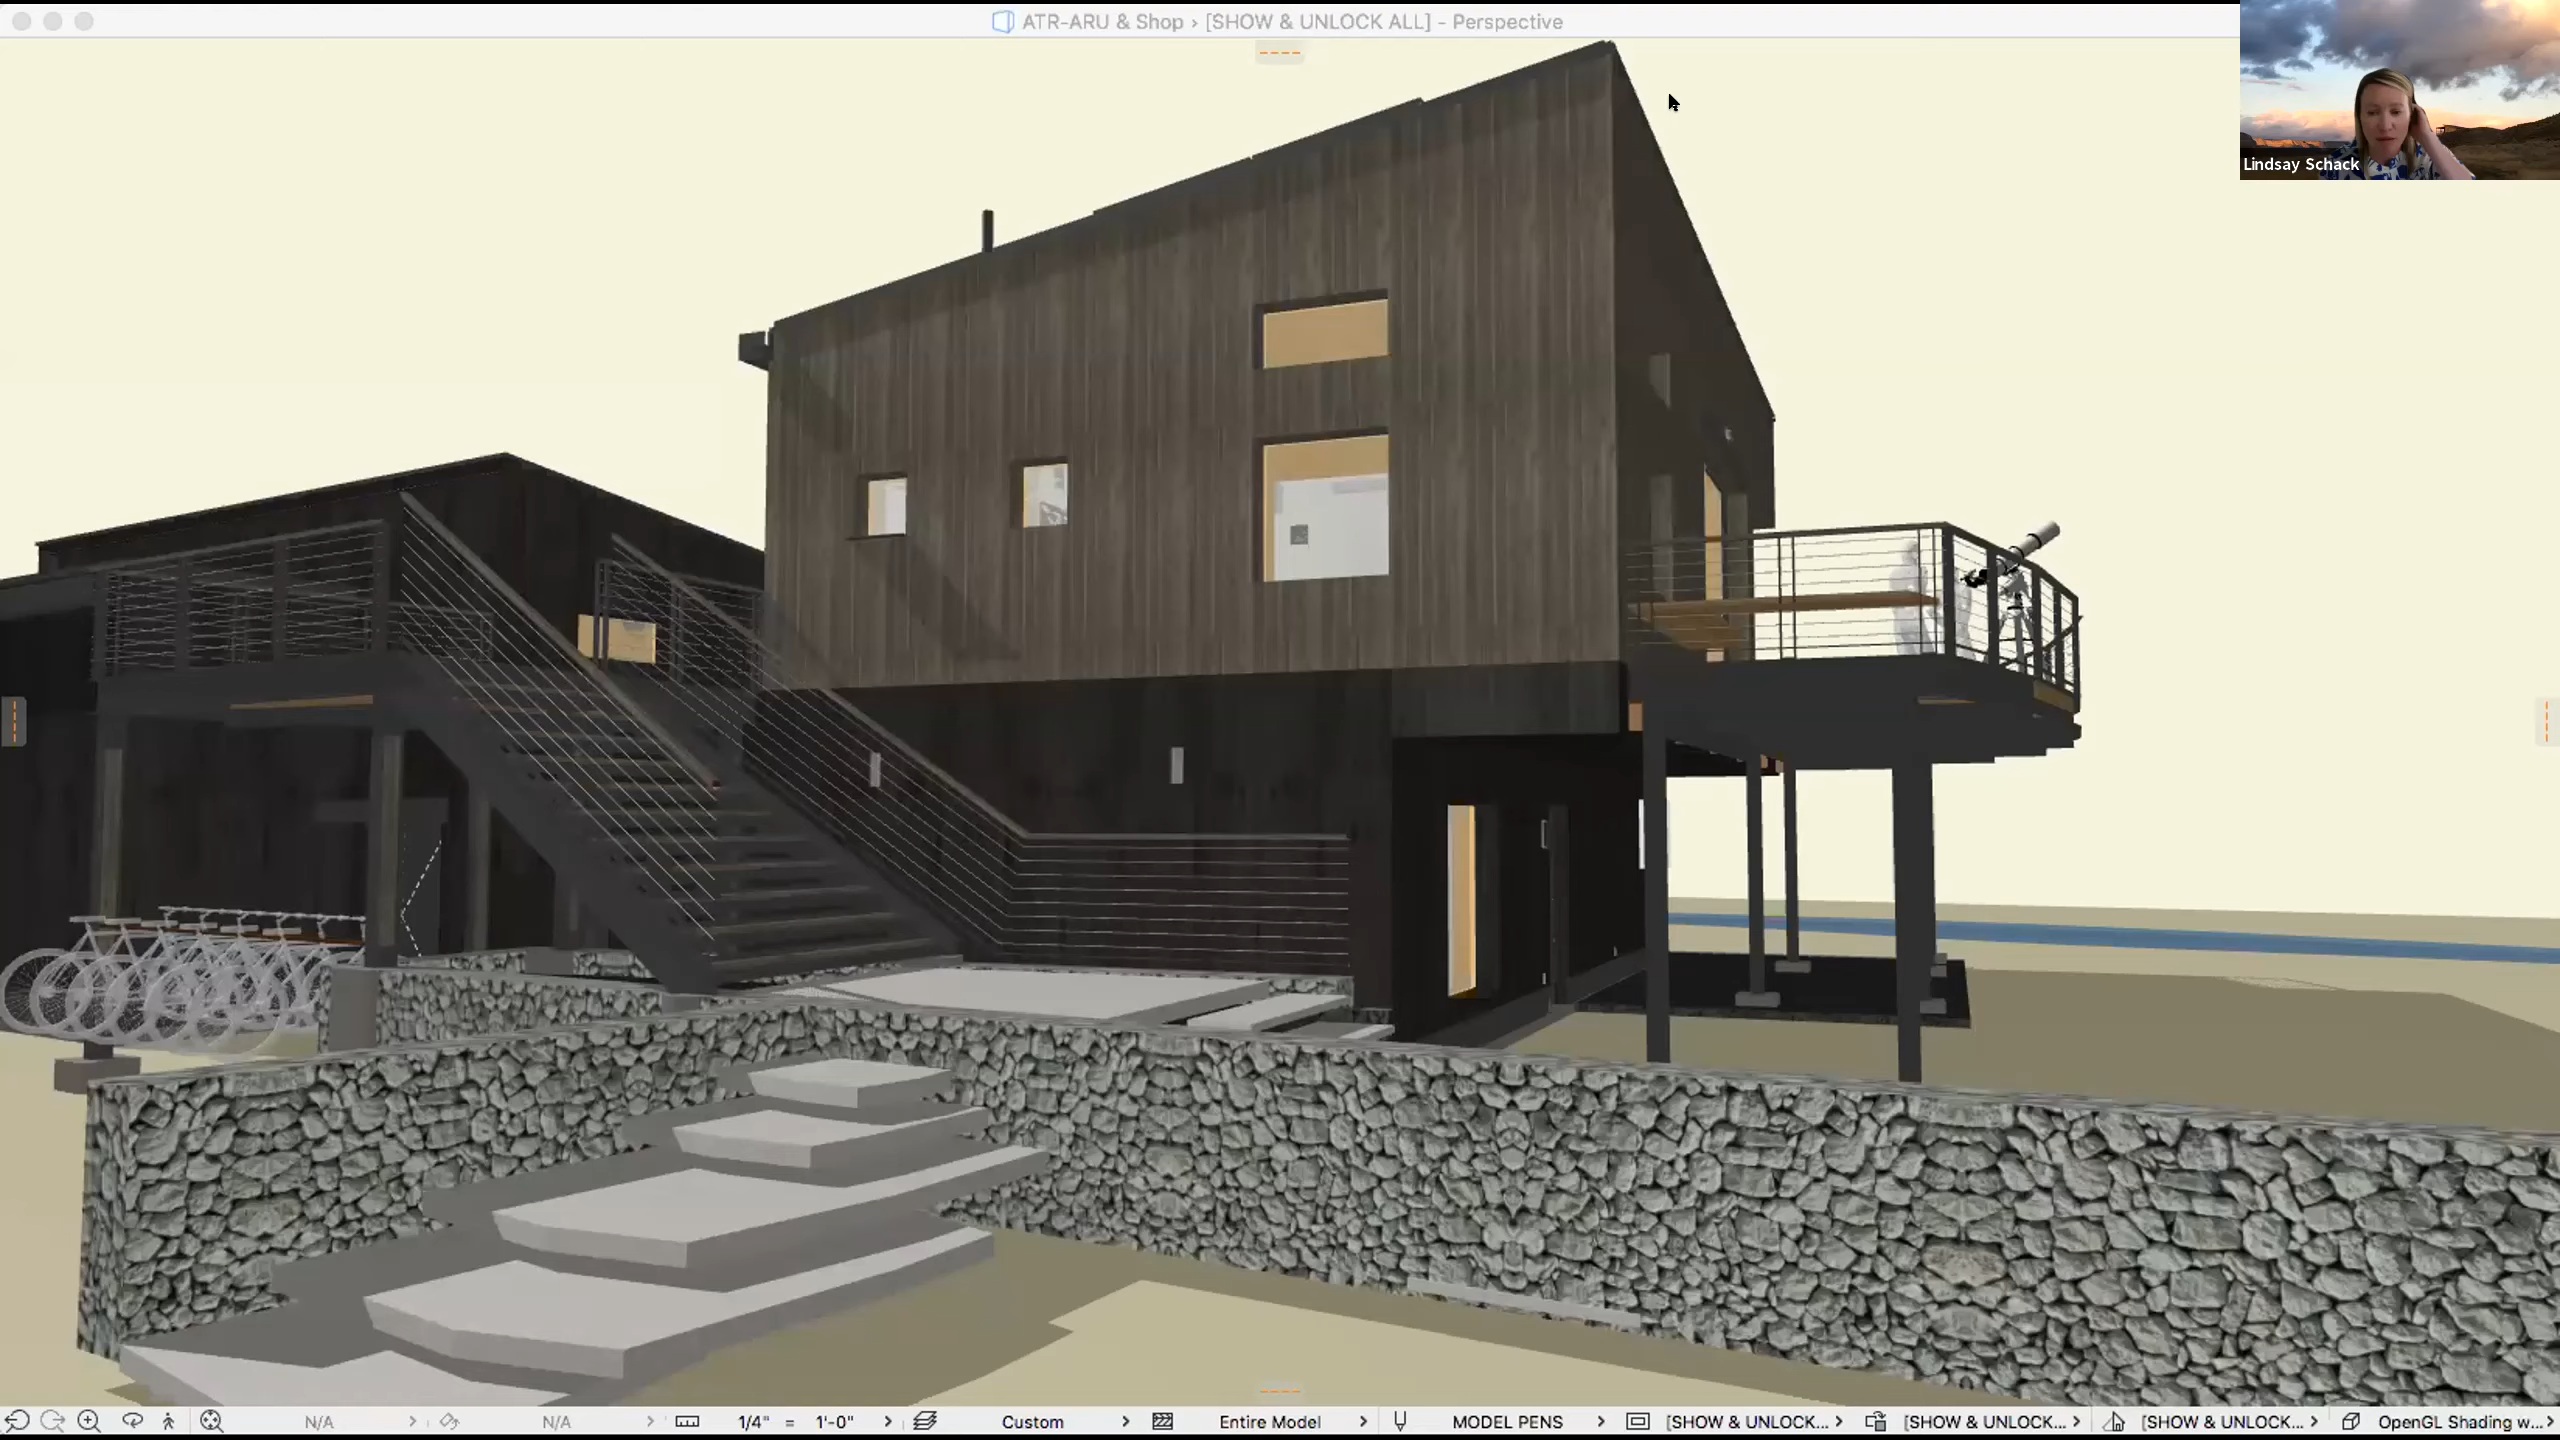 ATR-ARU & Shop › [SHOW & UNLOCK ALL] - Perspective
Lindsay Schack
N/A
N/A
1/4" = 1'-0"
Custom
Entire Model
MODEL PENS
[SHOW & UNLOCK...
[SHOW & UNLOCK...
[SHOW & UNLOCK...
OpenGL Shading w...